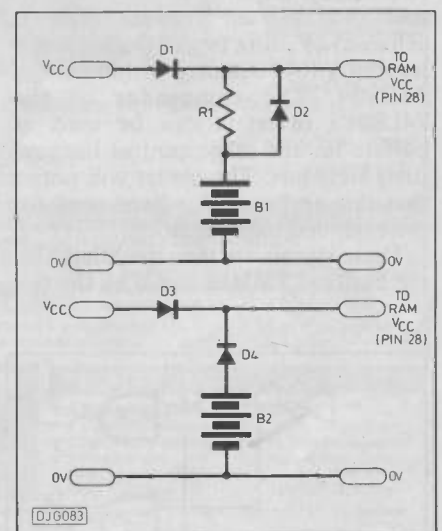 D1
VCC
TO
RAM
VCC
(PIN 28)
R1
D2
B1
0V
0V
D3
VCC
TO
RAM
VCC
(PIN 28)
D4
B2
0V
0V
DJG083